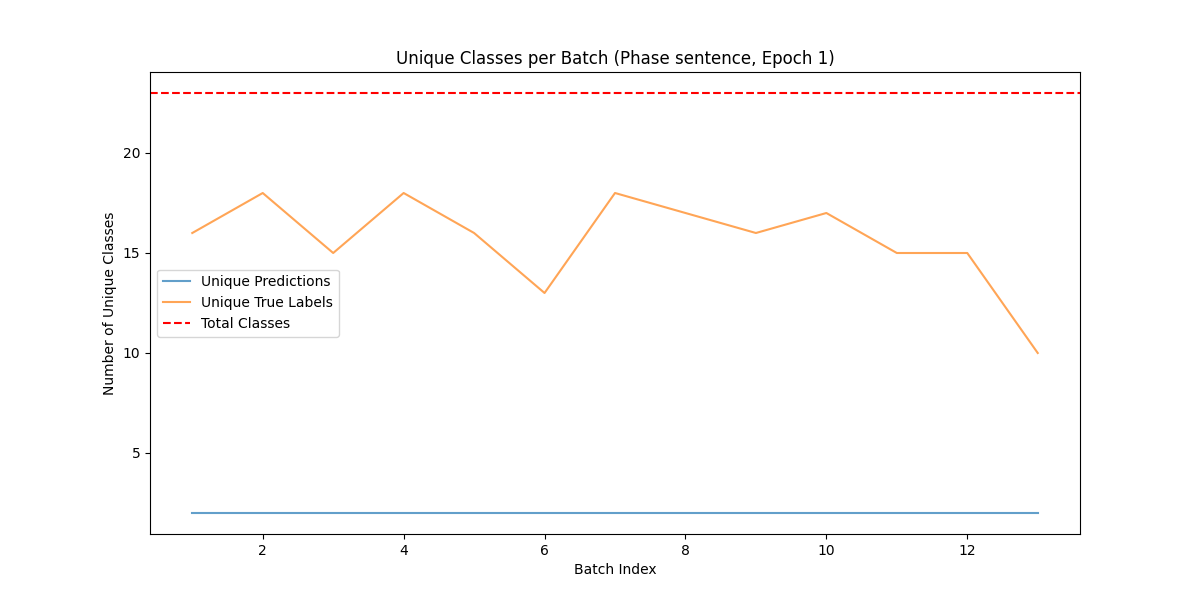 Unique Classes per Batch (Phase sentence, Epoch 1)
Number of Unique Classes
20
15
10
5
Unique Predictions
Unique True Labels
Total Classes
2 4 6 8 10 12
Batch Index